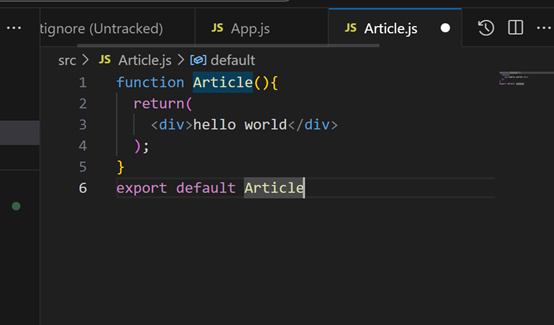 ··· tignore (Untracked) JS App.js JS Article.js ● ···
src > JS Article.js > default
1 function Article(){
2   return(
3     <div>hello world</div>
4   );
5 }
6 export default Article